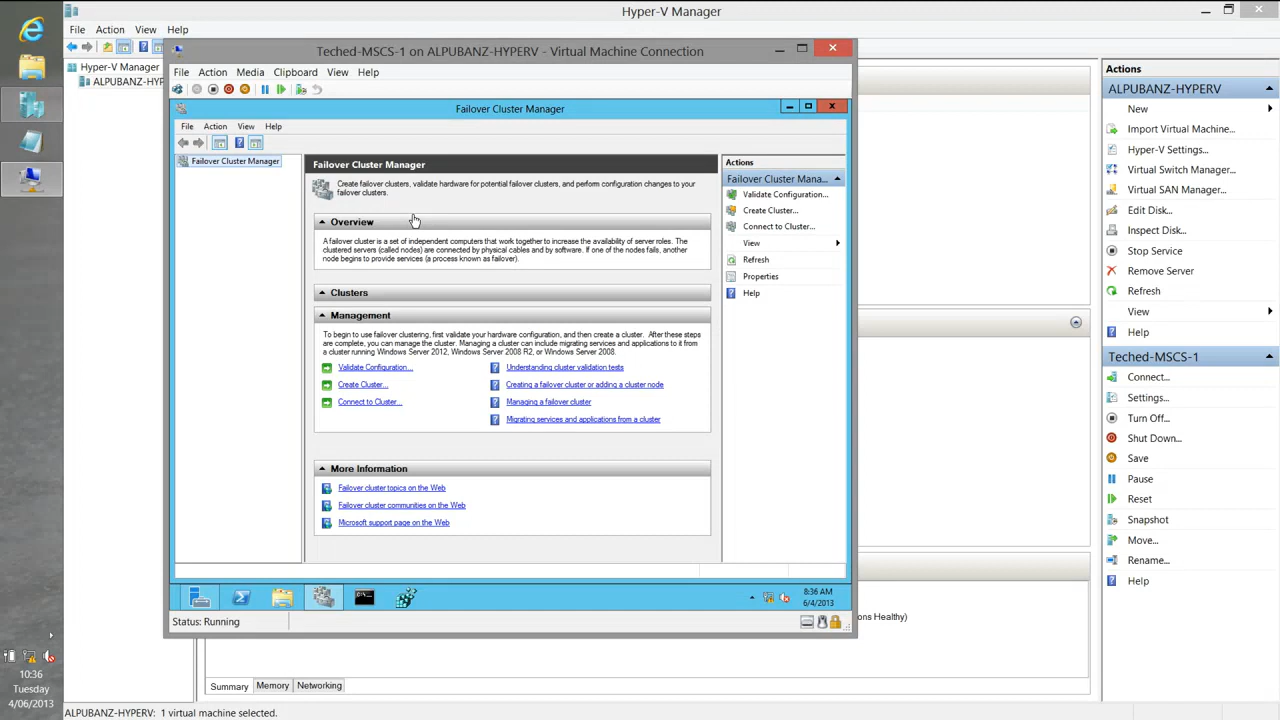 Hyper-V Manager
File Action View Help
Hyper-V Manager
ALPUBANZ-HYP
Teched-MSCS-1 on ALPUBANZ-HYPERV - Virtual Machine Connection
File Action Media Clipboard View Help
Failover Cluster Manager
File Action View Help
Failover Cluster Manager
Failover Cluster Manager
Create failover clusters, validate hardware for potential failover clusters, and perform configuration changes to your
failover clusters.
Overview
A failover cluster is a set of independent computers that work together to increase the availability of server roles. The
clustered servers (called nodes) are connected by physical cables and by software. If one of the nodes fails, another
node begins to provide services (a process known as failover).
Clusters
Management
To begin to use failover clustering, first validate your hardware configuration, and then create a cluster. After these steps
are complete, you can manage the cluster. Managing a cluster can include migrating services and applications to it from
a cluster running Windows Server 2012, Windows Server 2008 R2, or Windows Server 2008.
Validate Configuration...
Create Cluster...
Connect to Cluster...
Understanding cluster validation tests
Creating a failover cluster or adding a cluster node
Managing a failover cluster
Migrating services and applications from a cluster
More Information
Failover cluster topics on the Web
Failover cluster communities on the Web
Microsoft support page on the Web
Actions
Failover Cluster Mana...
Validate Configuration...
Create Cluster...
Connect to Cluster...
View
Refresh
Properties
Help
8:36 AM
6/4/2013
Status: Running
ons Healthy)
Summary Memory Networking
Actions
ALPUBANZ-HYPERV
New
Import Virtual Machine...
Hyper-V Settings...
Virtual Switch Manager...
Virtual SAN Manager...
Edit Disk...
Inspect Disk...
Stop Service
Remove Server
Refresh
View
Help
Teched-MSCS-1
Connect...
Settings...
Turn Off...
Shut Down...
Save
Pause
Reset
Snapshot
Move...
Rename...
Help
10:36
Tuesday
4/06/2013
ALPUBANZ-HYPERV: 1 virtual machine selected.